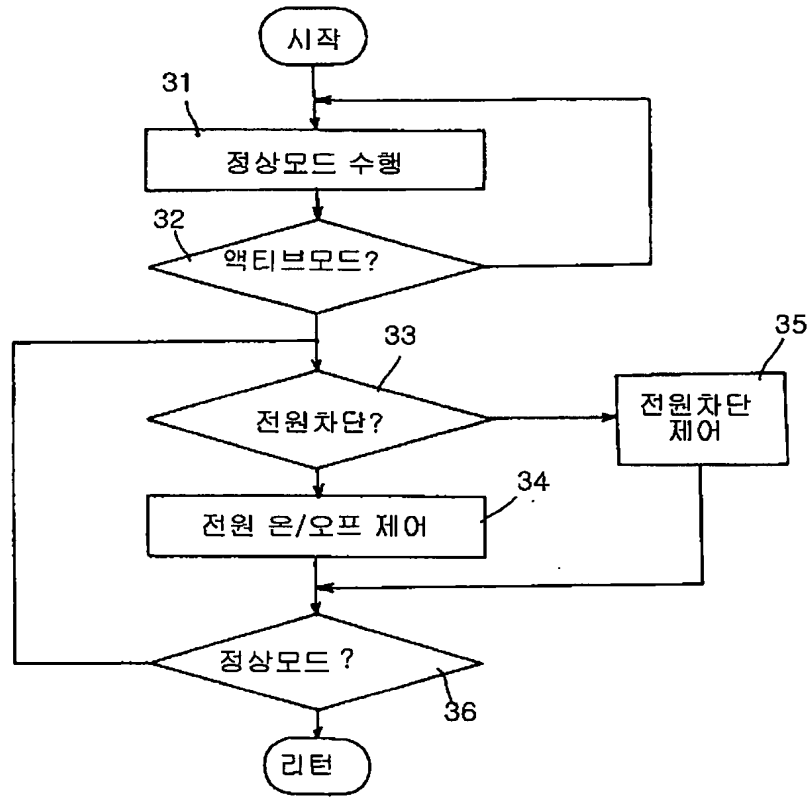 시작
31
정상모드 수행
32
액티브모드?
33
35
전원차단?
전원차단
제어
34
전원 온/오프 제어
정상모드 ?
36
리턴